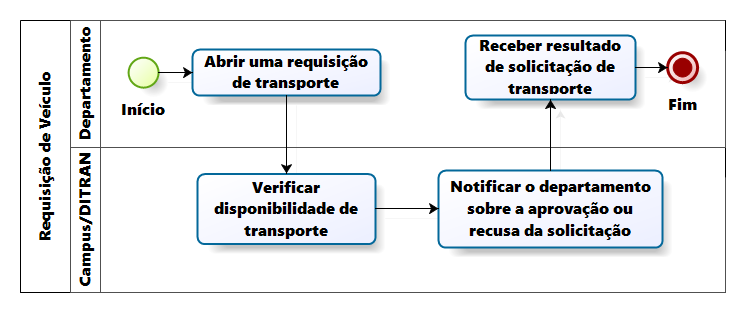 Requisição de Veículo
Departamento
Início
Abrir uma requisição
de transporte
Receber resultado
de solicitação de
transporte
Fim
Campus/DITRAN
Verificar
disponibilidade de
transporte
Notificar o departamento
sobre a aprovação ou
recusa da solicitação